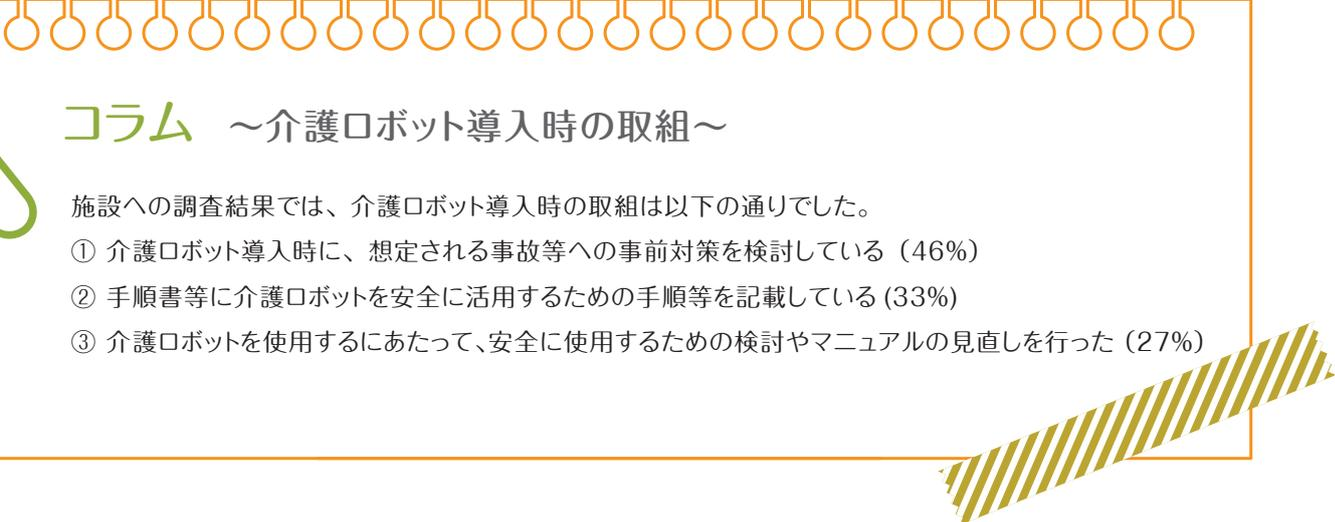 コラム ～介護ロボット導入時の取組～
施設への調査結果では、介護ロボット導入時の取組は以下の通りでした。
① 介護ロボット導入時に、想定される事故等への事前対策を検討している（46%）
② 手順書等に介護ロボットを安全に活用するための手順等を記載している (33%)
③ 介護ロボットを使用するにあたって、安全に使用するための検討やマニュアルの見直しを行った（27%）